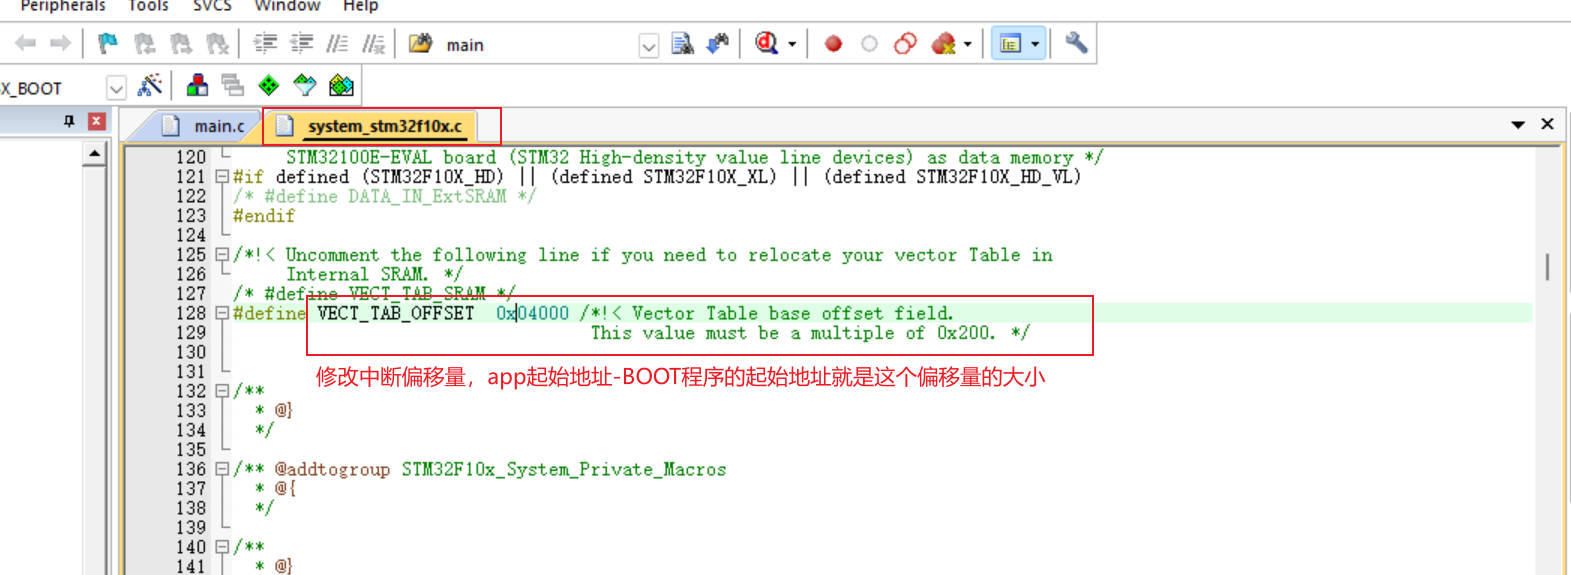 Peripherals Tools SVCS Window Help
main
X_BOOT
main.c system_stm32f10x.c
120 STM32100E-EVAL board (STM32 High-density value line devices) as data memory */
121 #if defined (STM32F10X_HD) || (defined STM32F10X_XL) || (defined STM32F10X_HD_VL)
122 /* #define DATA_IN_ExtSRAM */
123 #endif
124
125 /*!< Uncomment the following line if you need to relocate your vector Table in
126 Internal SRAM. */
127 /* #define VECT_TAB_SRAM */
128 #define VECT_TAB_OFFSET 0x04000 /*!< Vector Table base offset field.
129 This value must be a multiple of 0x200. */
130
131
修改中断偏移量，app起始地址-BOOT程序的起始地址就是这个偏移量的大小
132 /**
133 * @}
134 */
135
136 /** @addtogroup STM32F10x_System_Private_Macros
137 * @{
138 */
139
140 /**
141 * @}